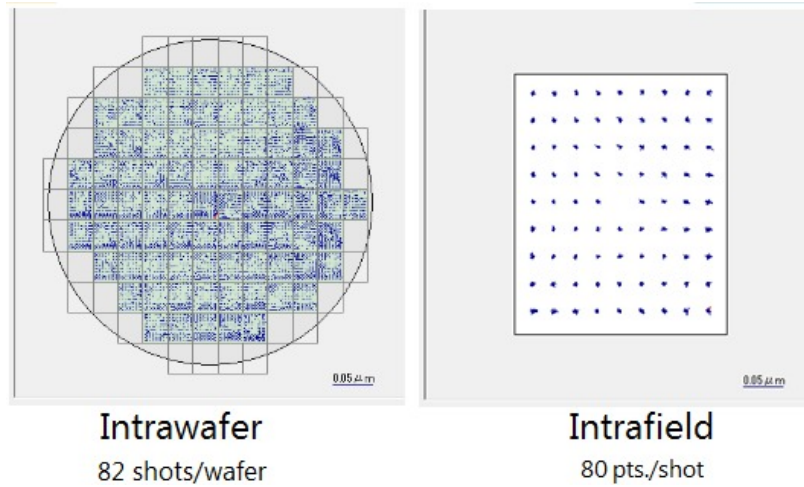 0.05 μm
0.05 μm
Intrawafer
Intrafield
82 shots/wafer
80 pts./shot